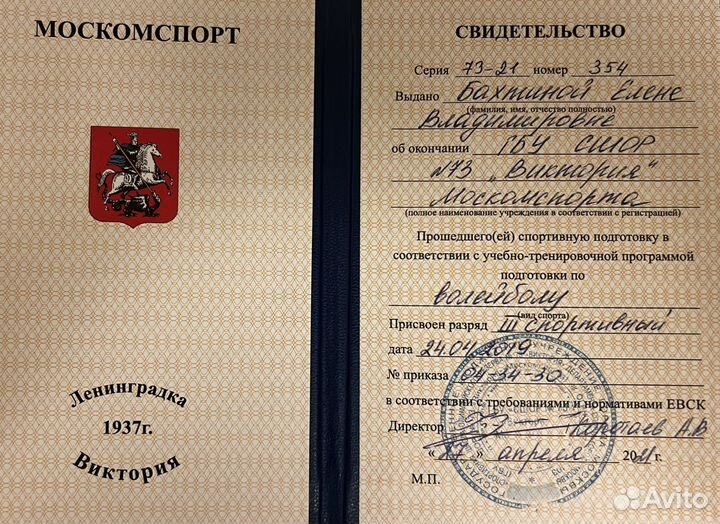 МОСКОМСПОРТ
Ленинградка
1937г.
Виктория
СВИДЕТЕЛЬСТВО
Серия 73-21 номер 354
Выдано Бахтиной Елене
(фамилия, имя, отчество полностью)
Владимировне
об окончании ГБУ СШОР
№73 „Виктория"
Москомспорта
(полное наименование учреждения в соответствии с регистрацией)
Прошедшего(ей) спортивную подготовку в
соответствии с учебно-тренировочной программой
подготовки по
волейболу
(вид спорта)
Присвоен разряд III спортивный
дата 24.04.2019
№ приказа 04-34-30
в соответствии с требованиями и нормативами ЕВСК
Директор А.В.
апреля 2021г.
М.П.
Avito